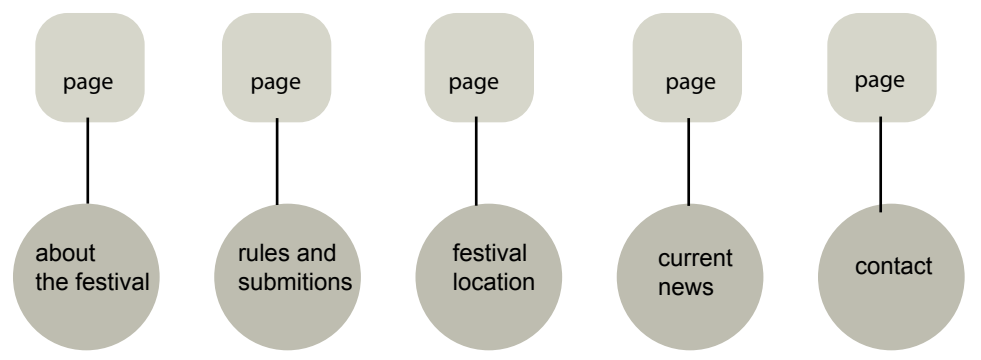 page
page
page
page
page
about
the festival
rules and
submitions
festival
location
current
news
contact